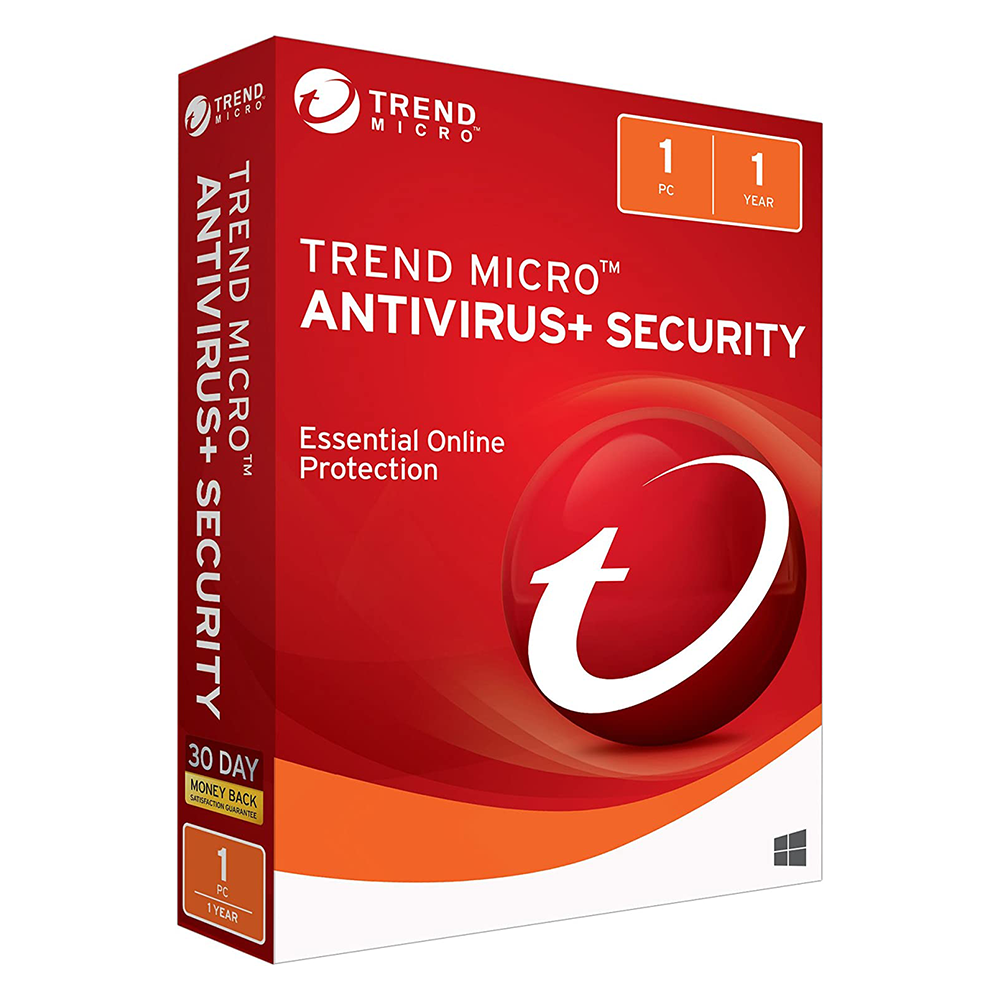 TREND
MICRO™
1
PC
1
YEAR
TREND MICRO™
ANTIVIRUS+ SECURITY
Essential Online
Protection
TREND
MICRO
TREND MICRO™
ANTIVIRUS+ SECURITY
30 DAY
MONEY BACK
SATISFACTION GUARANTEE
1
PC
1 YEAR